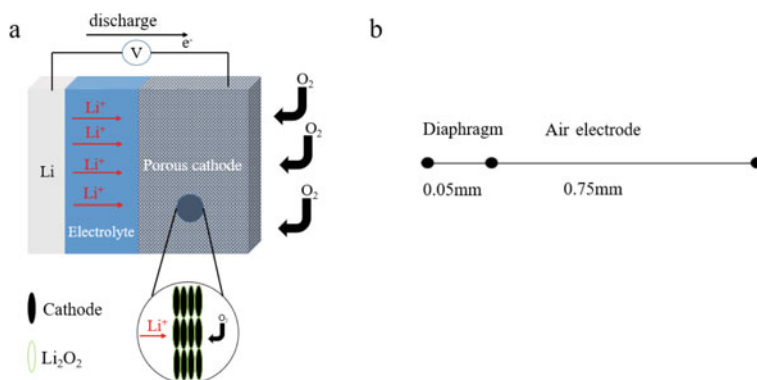 a
discharge
e-
V
O2
O2
O2
Li+
Li+
Li+
Li+
Li
Porous cathode
Electrolyte
Cathode
Li2O2
Li+
O2
b
Diaphragm Air electrode
0.05mm 0.75mm